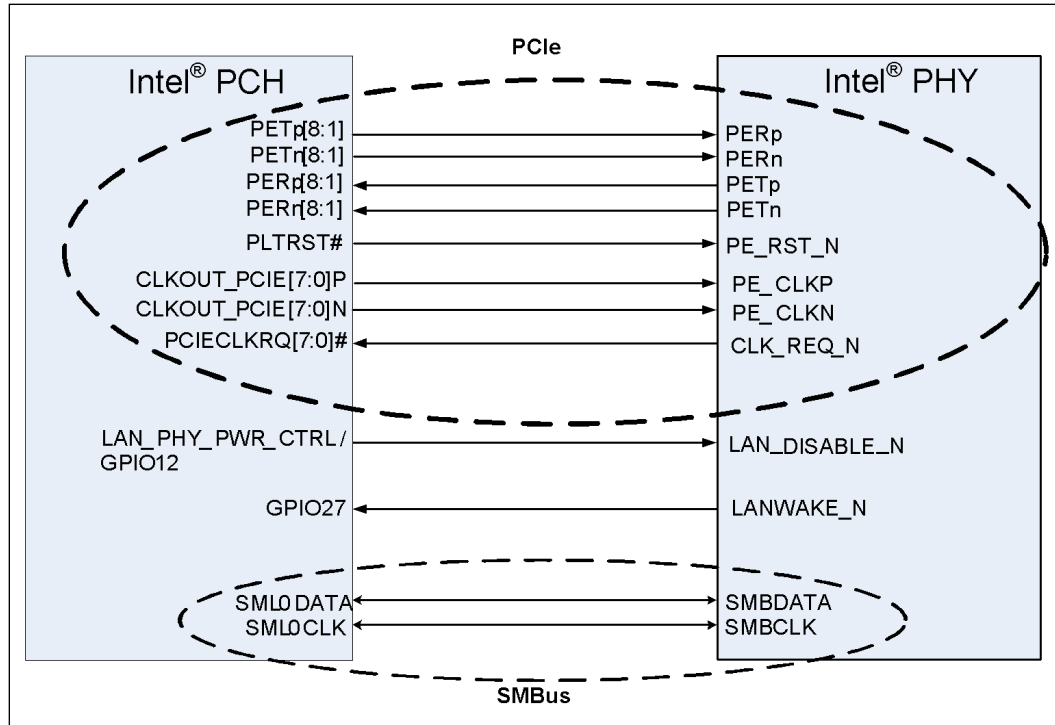 PCIe
Intel® PCH
Intel® PHY
PETp[8:1]
PERp
PETn[8:1]
PERn
PERp[8:1]
PETp
PERn[8:1]
PETn
PLTRST#
PE_RST_N
CLKOUT_PCIE[7:0]P
PE_CLKP
CLKOUT_PCIE[7:0]N
PE_CLKN
PCIECLKRQ[7:0]#
CLK_REQ_N
LAN_PHY_PWR_CTRL/
GPIO12
LAN_DISABLE_N
GPIO27
LANWAKE_N
SML0DATA
SMBDATA
SML0CLK
SMBCLK
SMBus